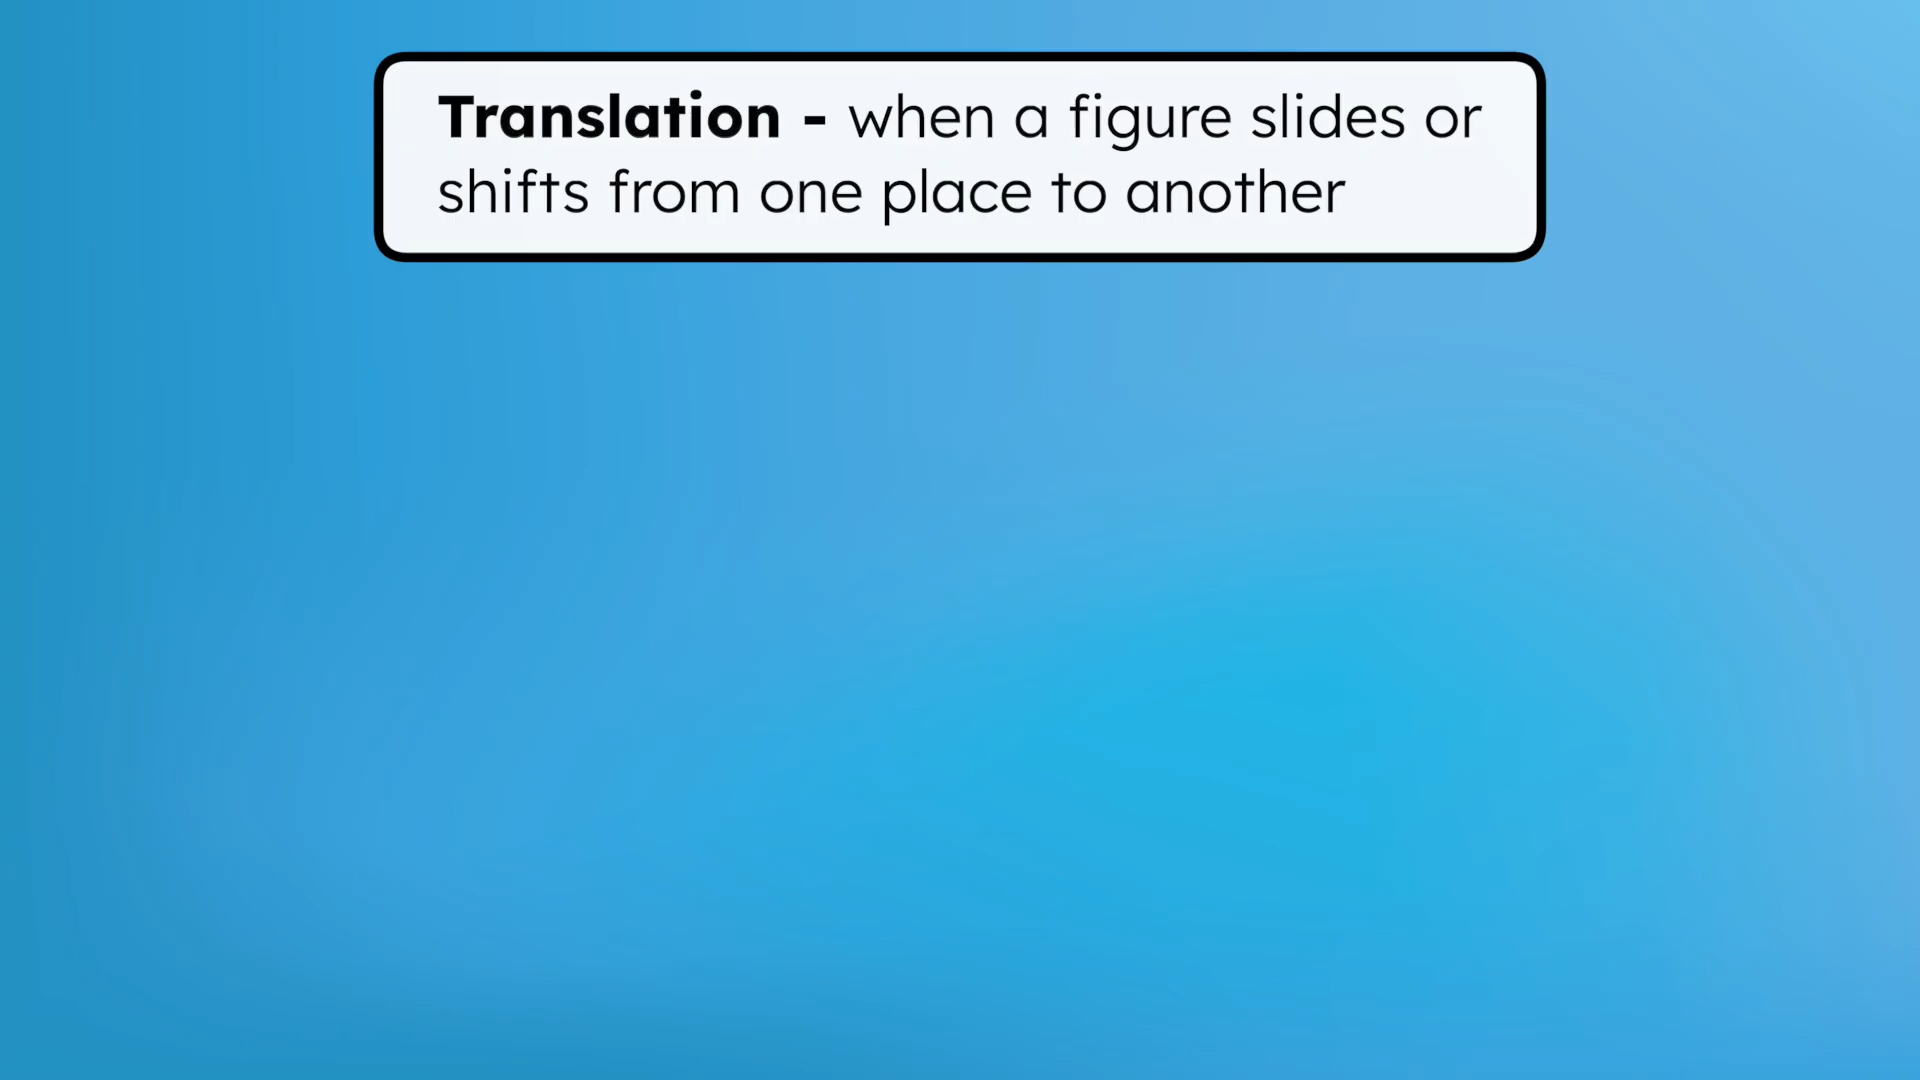 Translation - when a figure slides or
shifts from one place to another